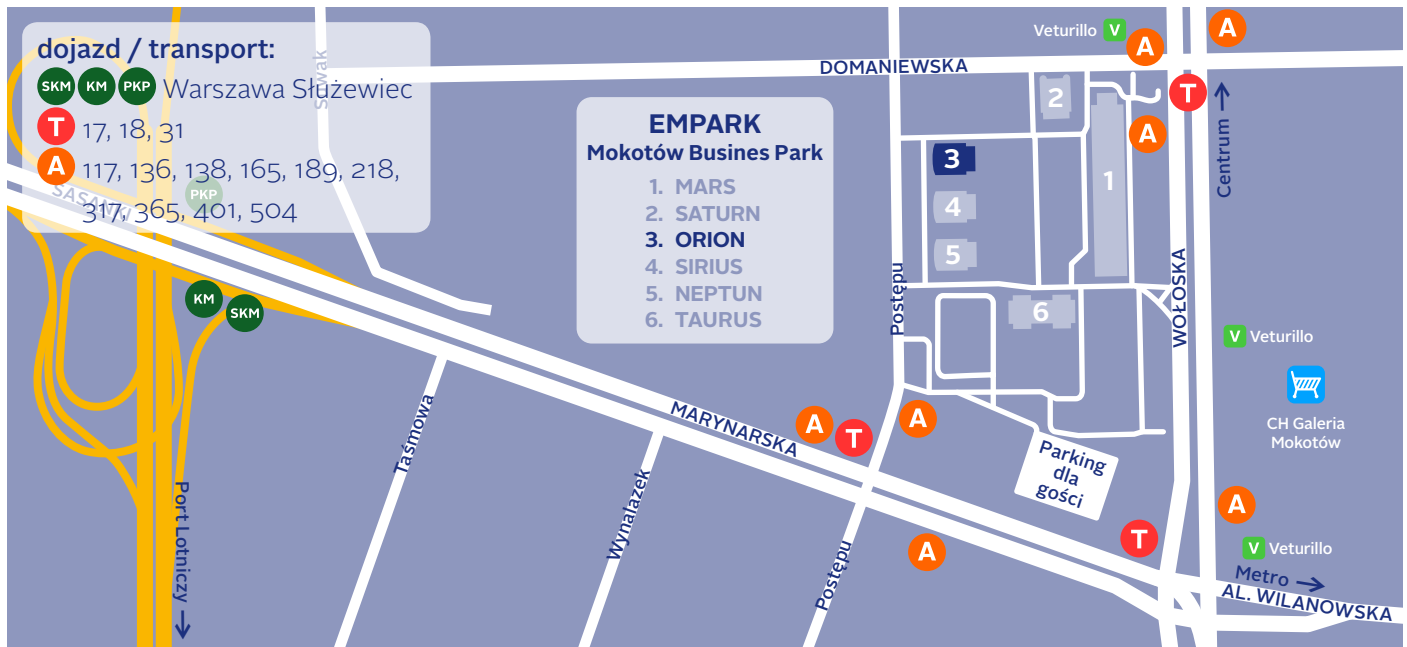 dojazd / transport:
SKM KM PKP Warszawa Służewiec
T 17, 18, 31
A 117, 136, 138, 165, 189, 218,
317, 365, 401, 504
SASANKI
PKP
KM
SKM
Port Lotniczy
Taśmowa
Wynalazek
MARYNARSKA
EMPARK
Mokotów Busines Park
1. MARS
2. SATURN
3. ORION
4. SIRIUS
5. NEPTUN
6. TAURUS
DOMANIEWSKA
Veturillo V
A
A
T
A
Centrum
2
3
1
4
5
6
Postępu
WOŁOSKA
V Veturillo
CH Galeria
Mokotów
A
T
A
Parking
dla
gości
A
T
A
V Veturillo
Postępu
Metro
AL. WILANOWSKA